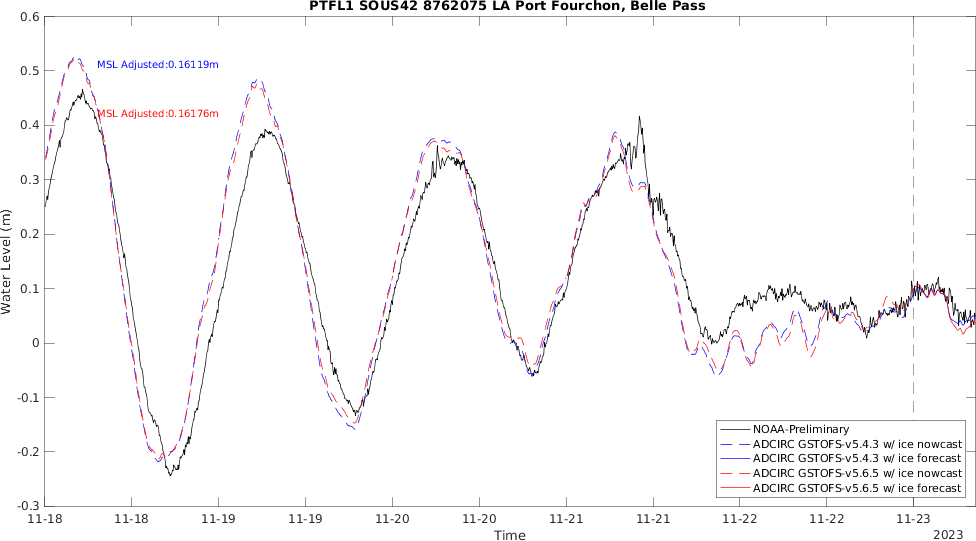 PTFL1 SOUS42 8762075 LA Port Fourchon, Belle Pass
0.6
0.5
0.4
0.3
0.2
0.1
0
-0.1
-0.2
-0.3
Water Level (m)
MSL Adjusted:0.16119m
MSL Adjusted:0.16176m
NOAA-Preliminary
ADCIRC GSTOFS-v5.4.3 w/ ice nowcast
ADCIRC GSTOFS-v5.4.3 w/ ice forecast
ADCIRC GSTOFS-v5.6.5 w/ ice nowcast
ADCIRC GSTOFS-v5.6.5 w/ ice forecast
11-18 11-18 11-19 11-19 11-20 11-20 11-21 11-21 11-22 11-22 11-23
Time
2023